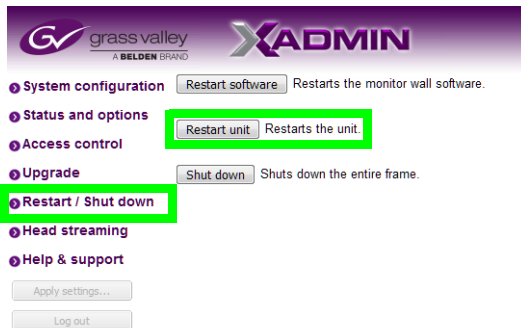 grass valley
A BELDEN BRAND
XADMIN
System configuration
Restart software Restarts the monitor wall software.
Status and options
Restart unit Restarts the unit.
Access control
Upgrade
Shut down Shuts down the entire frame.
Restart / Shut down
Head streaming
Help & support
Apply settings...
Log out